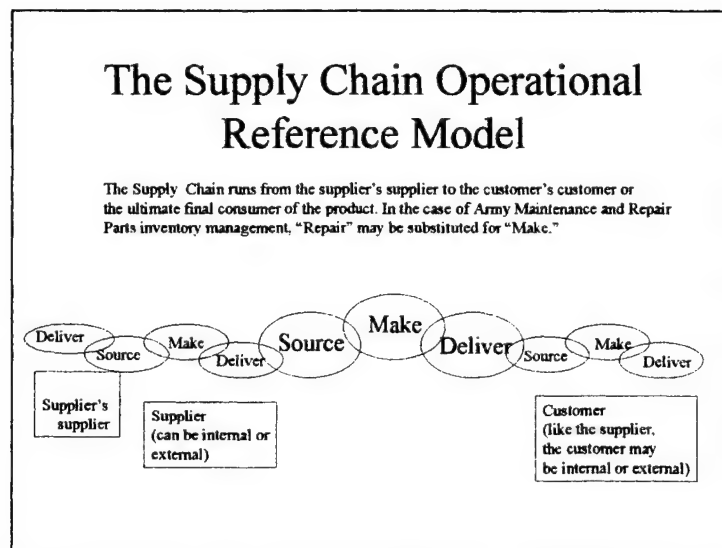 The Supply Chain Operational
Reference Model
The Supply Chain runs from the supplier's supplier to the customer's customer or
the ultimate final consumer of the product. In the case of Army Maintenance and Repair
Parts inventory management, “Repair” may be substituted for “Make.”
Deliver
Source
Make
Deliver
Source
Make
Deliver
Source
Make
Deliver
Supplier's
supplier
Supplier
(can be internal or
external)
Customer
(like the supplier,
the customer may
be internal or external)